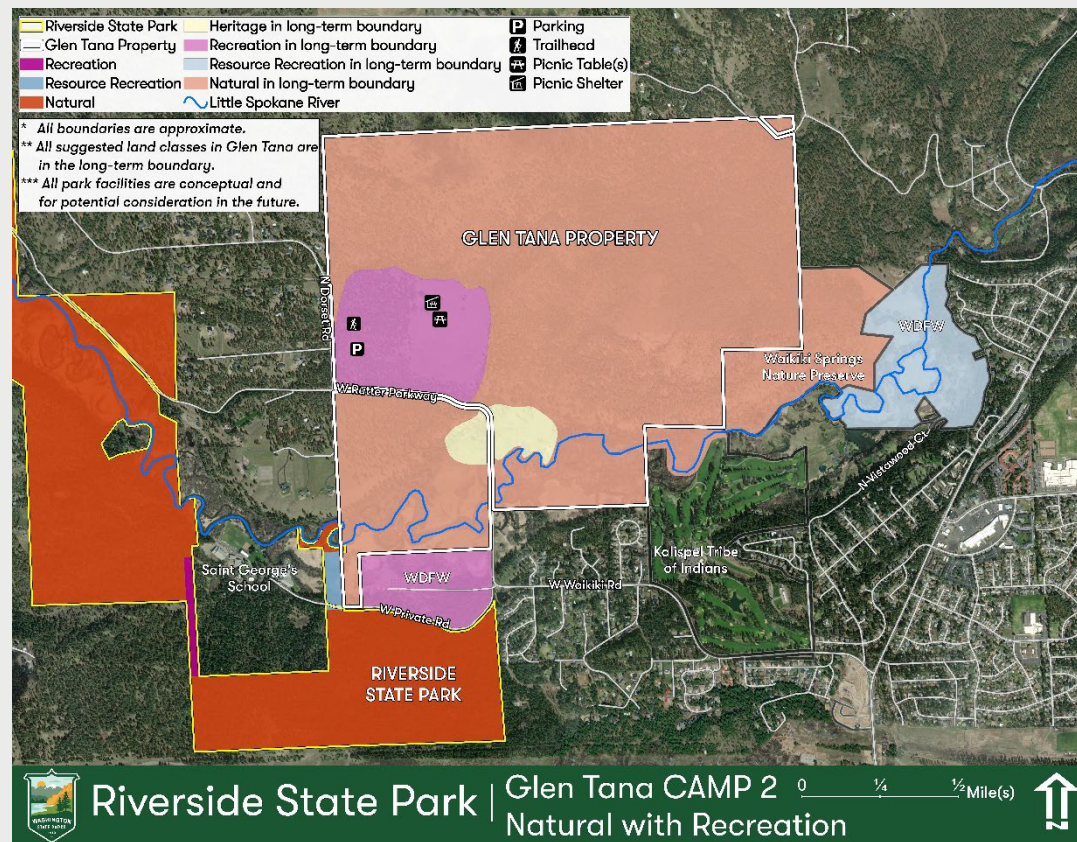 Riverside State Park
Glen Tana Property
Recreation
Resource Recreation
Natural
Heritage in long-term boundary
Recreation in long-term boundary
Resource Recreation in long-term boundary
Natural in long-term boundary
Little Spokane River
P Parking
Trailhead
Picnic Table(s)
Picnic Shelter
* All boundaries are approximate.
** All suggested land classes in Glen Tana are
in the long-term boundary.
*** All park facilities are conceptual and
for potential consideration in the future.
GLEN TANA PROPERTY
N Dorset Rd
P
W Rutter Parkway
WDFW
Waikiki Springs
Nature Preserve
N Vistawood Ct
Kalispel Tribe
of Indians
Saint George's
School
WDFW
W Waikiki Rd
W Private Rd
RIVERSIDE
STATE PARK
WASHINGTON
STATE PARKS
Riverside State Park
Glen Tana CAMP 2
Natural with Recreation
0 ¼ ½ Mile(s)
N